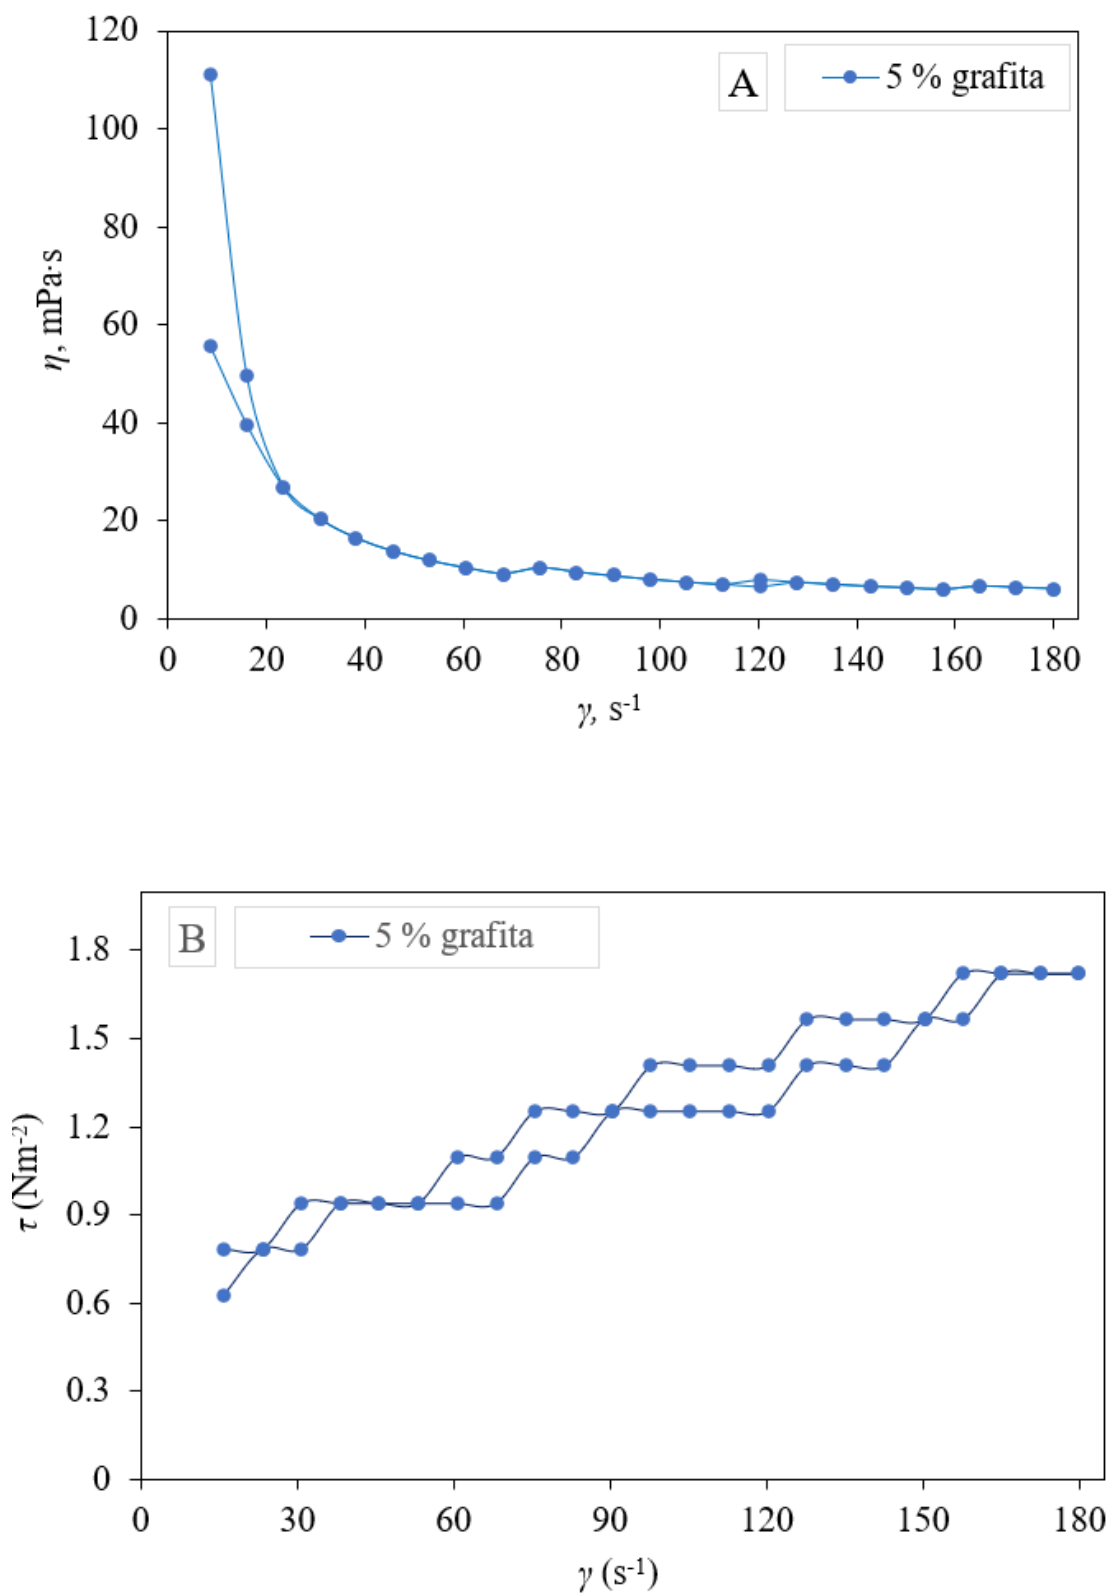 120
A
5 % grafita
100
80
60
40
20
0
η, mPa·s
0 20 40 60 80 100 120 140 160 180
γ, s-1
B
5 % grafita
1.8
1.5
1.2
0.9
0.6
0.3
0
τ (Nm-2)
0 30 60 90 120 150 180
γ (s-1)